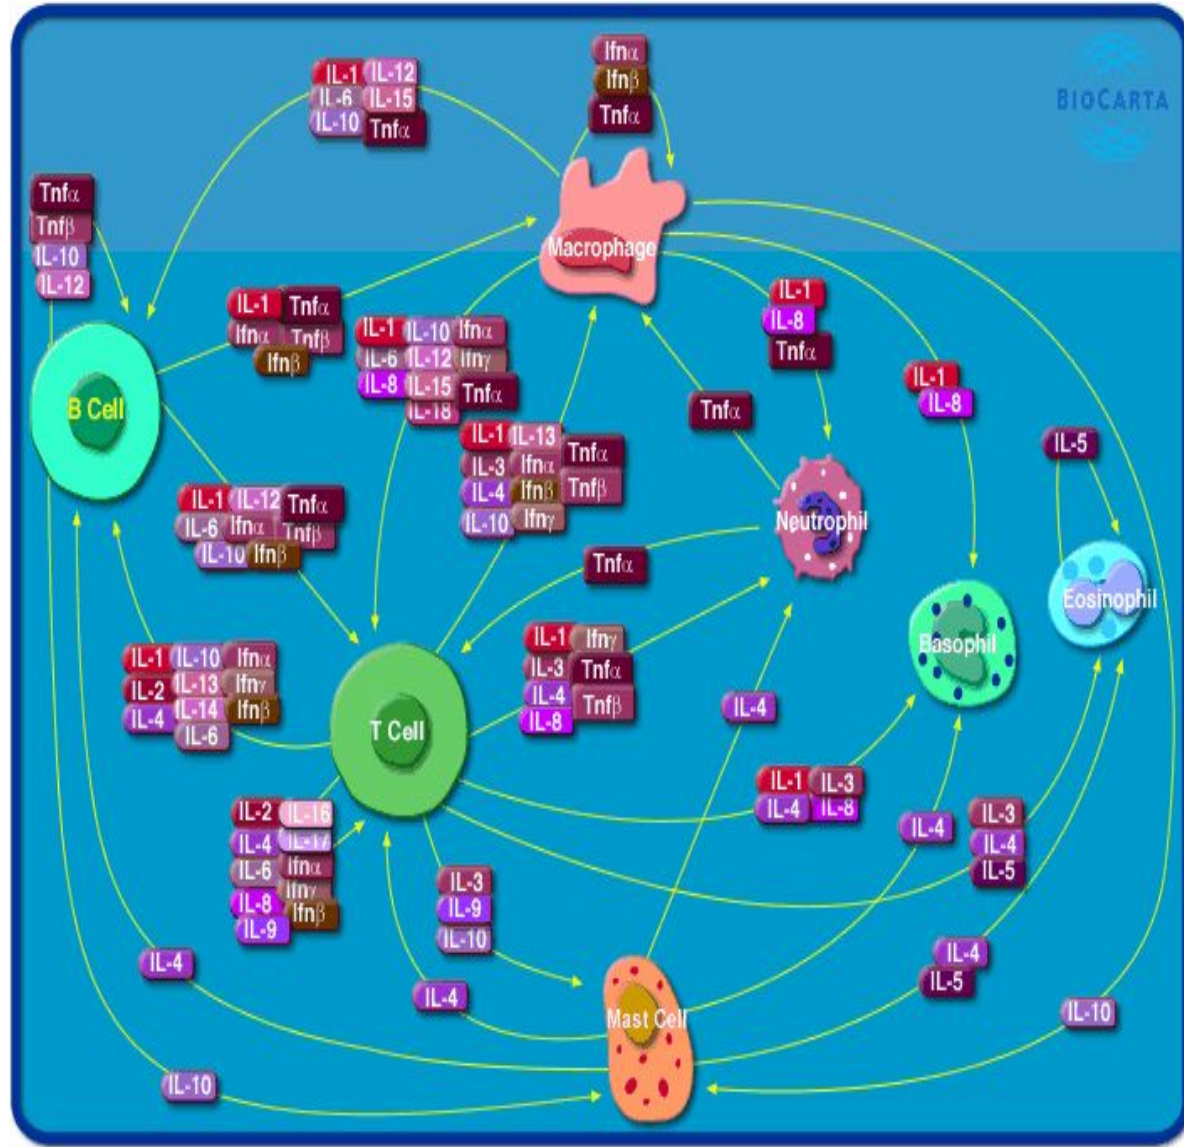 Ifnα
Ifnβ
Tnfα
BIOCARTA
IL-1 IL-12
IL-6 IL-15
IL-10 Tnfα
Tnfα
Tnfβ
IL-10
IL-12
Macrophage
IL-1 Tnfα
Ifnα Tnfβ
Ifnβ
IL-1 IL-10 Ifnα
IL-6 IL-12 Ifnγ
IL-8 IL-15 Tnfα
IL-18
IL-1
IL-8
Tnfα
IL-1
IL-8
B Cell
Tnfα
IL-1 IL-13 Tnfα
IL-3 Ifnα
IL-4 Ifnβ Tnfβ
IL-10 Ifnγ
IL-5
IL-1 IL-12 Tnfα
IL-6 Ifnα Tnfβ
IL-10 Ifnβ
Neutrophil
Tnfα
Eosinophil
Basophil
IL-1 IL-10 Ifnα
IL-2 IL-13 Ifnγ
IL-4 IL-14 Ifnβ
IL-6
IL-1 Ifnγ
IL-3 Tnfα
IL-4 Tnfβ
IL-8
T Cell
IL-4
IL-1 IL-3
IL-4 IL-8
IL-2 IL-16
IL-4 IL-17
IL-6 Ifnα
Ifnγ
IL-8 Ifnβ
IL-9
IL-4
IL-3
IL-4
IL-5
IL-3
IL-9
IL-10
IL-4
IL-4
IL-4
IL-5
Mast Cell
IL-10
IL-10